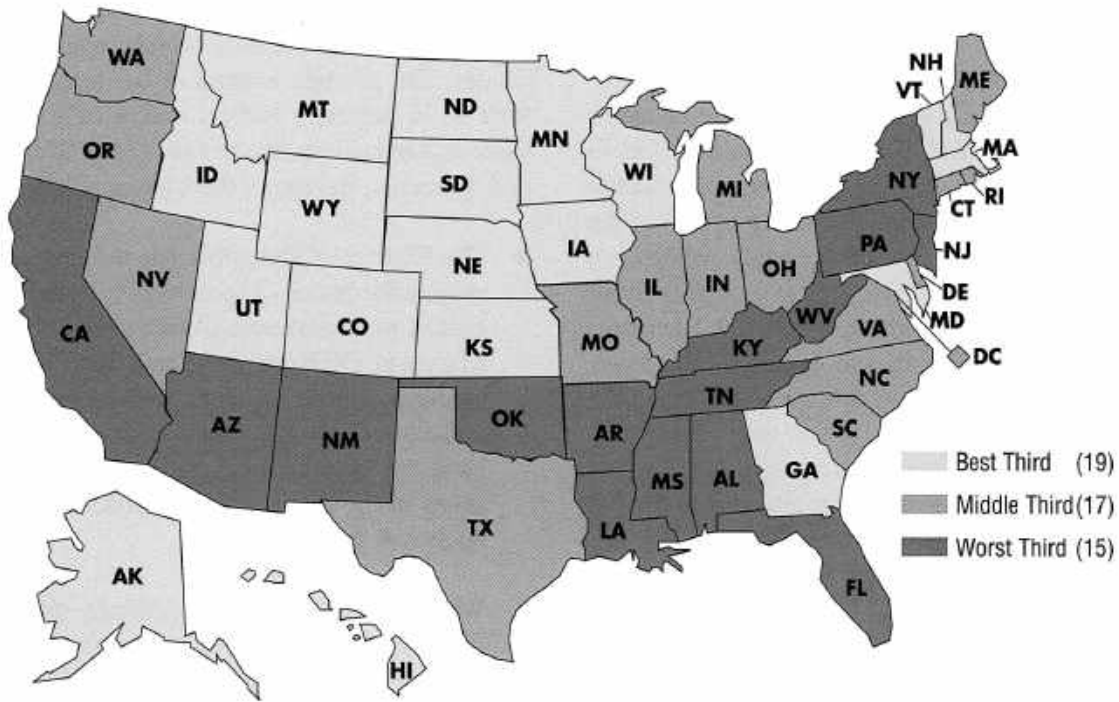 WA
MT
ND
MN
VT
NH
ME
OR
ID
SD
WI
MI
NY
MA
WY
CT
RI
NV
UT
NE
IA
IL
IN
OH
PA
NJ
CA
CO
KS
MO
KY
WV
VA
DE
MD
DC
AZ
NM
OK
AR
TN
NC
SC
TX
LA
MS
AL
GA
FL
AK
HI
Best Third (19)
Middle Third (17)
Worst Third (15)